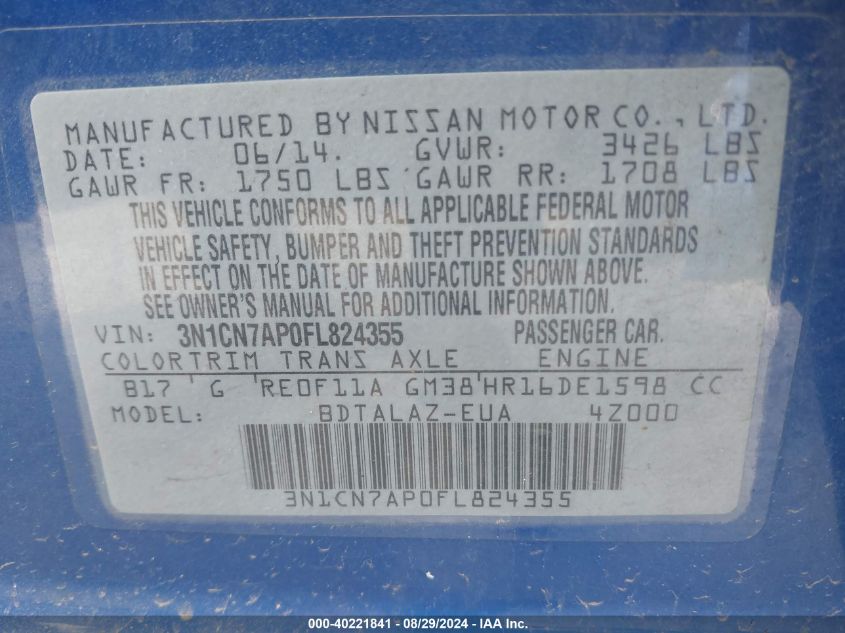 MANUFACTURED BY NISSAN MOTOR CO., LTD.
DATE: 06/14. GVWR: 3426 LBS
GAWR FR: 1750 LBS GAWR RR: 1708 LBS
THIS VEHICLE CONFORMS TO ALL APPLICABLE FEDERAL MOTOR
VEHICLE SAFETY, BUMPER AND THEFT PREVENTION STANDARDS
IN EFFECT ON THE DATE OF MANUFACTURE SHOWN ABOVE.
SEE OWNER'S MANUAL FOR ADDITIONAL INFORMATION.
VIN: 3N1CN7AP0FL824355 PASSENGER CAR.
COLOR TRIM TRANS AXLE ENGINE
B17 G RE0F11A GM38 HR16DE1598 CC
MODEL: BDTALAZ-EUA 4Z000
3N1CN7AP0FL824355
000-40221841 - 08/29/2024 - IAA Inc.